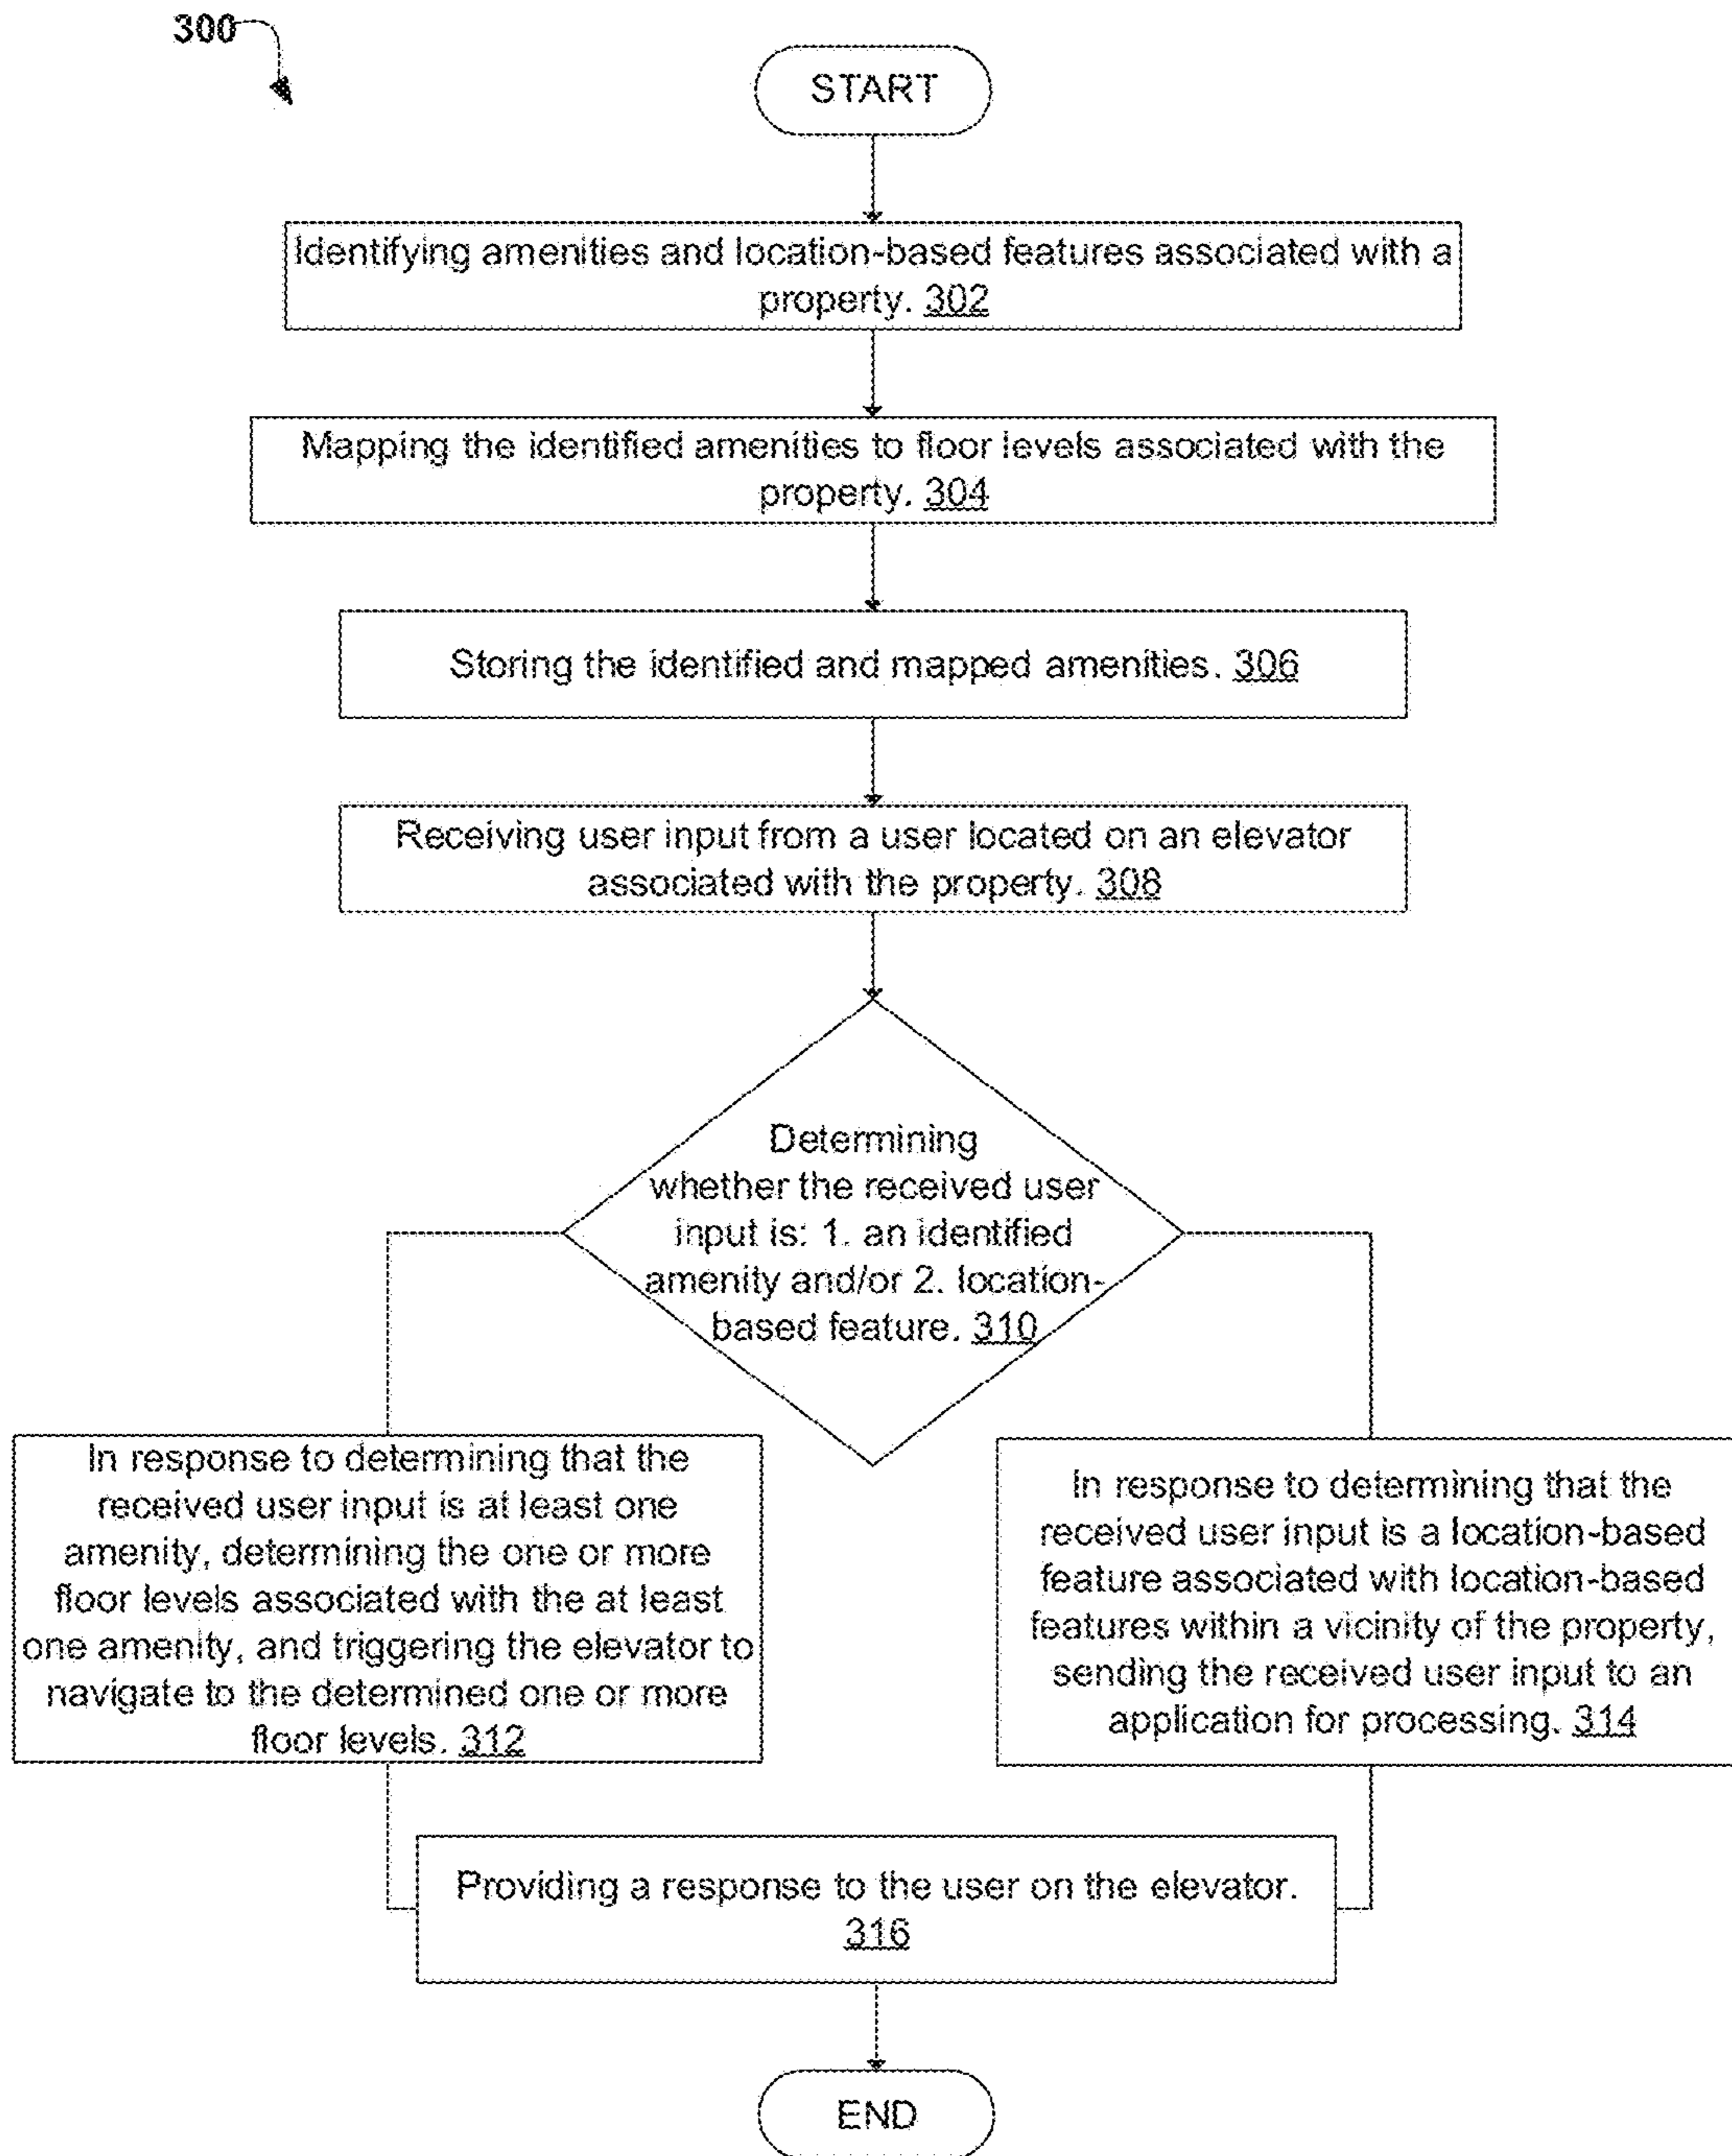 300
START
Identifying amenities and location-based features associated with a
property. 302
Mapping the identified amenities to floor levels associated with the
property. 304
Storing the identified and mapped amenities. 306
Receiving user input from a user located on an elevator
associated with the property. 308
Determining
whether the received user
input is: 1. an identified
amenity and/or 2. location-
based feature. 310
In response to determining that the
received user input is at least one
amenity, determining the one or more
floor levels associated with the at least
one amenity, and triggering the elevator to
navigate to the determined one or more
floor levels. 312
In response to determining that the
received user input is a location-based
feature associated with location-based
features within a vicinity of the property,
sending the received user input to an
application for processing. 314
Providing a response to the user on the elevator.
316
END